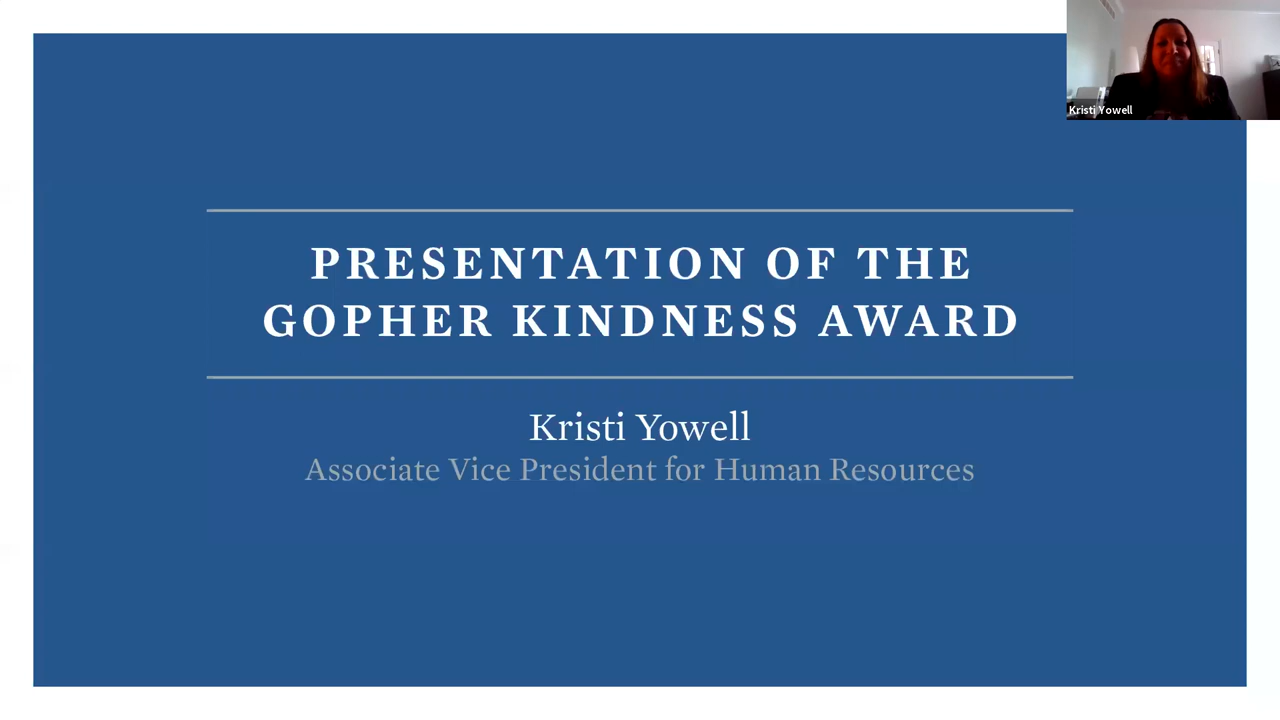 Kristi Yowell
PRESENTATION OF THE
GOPHER KINDNESS AWARD
Kristi Yowell
Associate Vice President for Human Resources